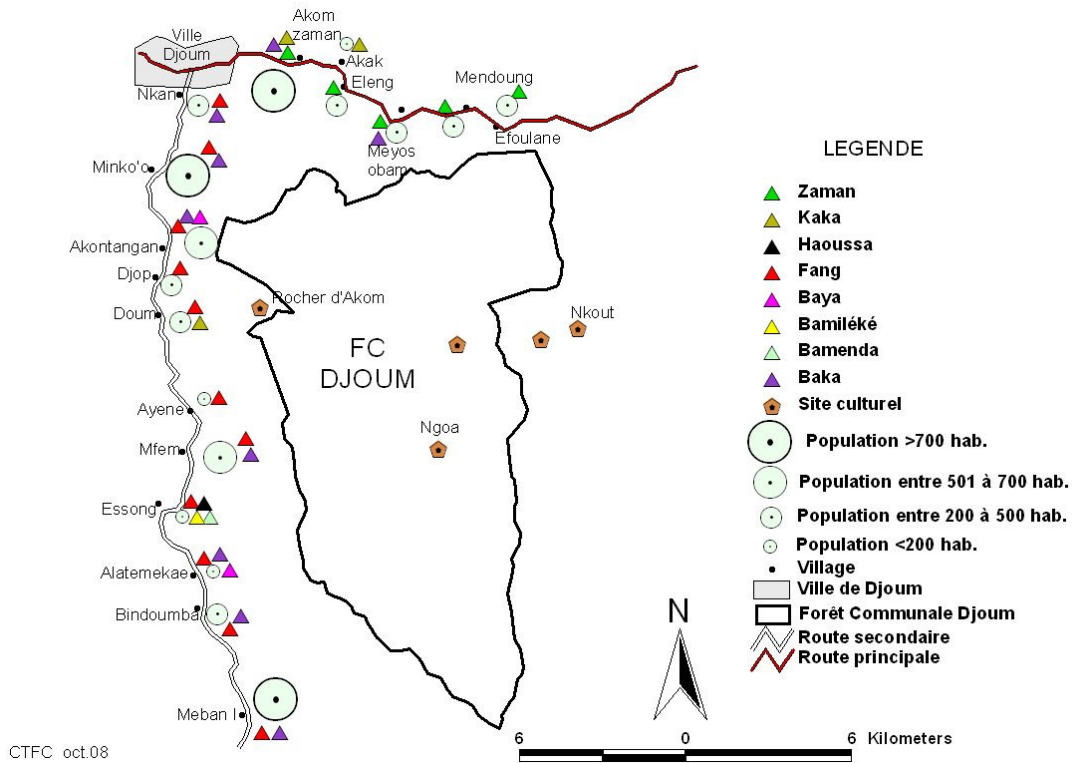 Ville
Djoum
Akom
zaman
Akak
Eleng
Mendoung
Meyos
obam
Efoulane
Nkan
Minko'o
Akontangan
Djop
Doum
Rocher d'Akom
Nkout
FC
DJOUM
Ayene
Ngoa
Mfem
Essong
Alatemekae
Bindoumba
Meban I
LEGENDE
Zaman
Kaka
Haoussa
Fang
Baya
Bamiléké
Bamenda
Baka
Site culturel
Population >700 hab.
Population entre 501 à 700 hab.
Population entre 200 à 500 hab.
Population <200 hab.
Village
Ville de Djoum
Forêt Communale Djoum
Route secondaire
Route principale
N
6 0 6 Kilometers
CTFC oct.08